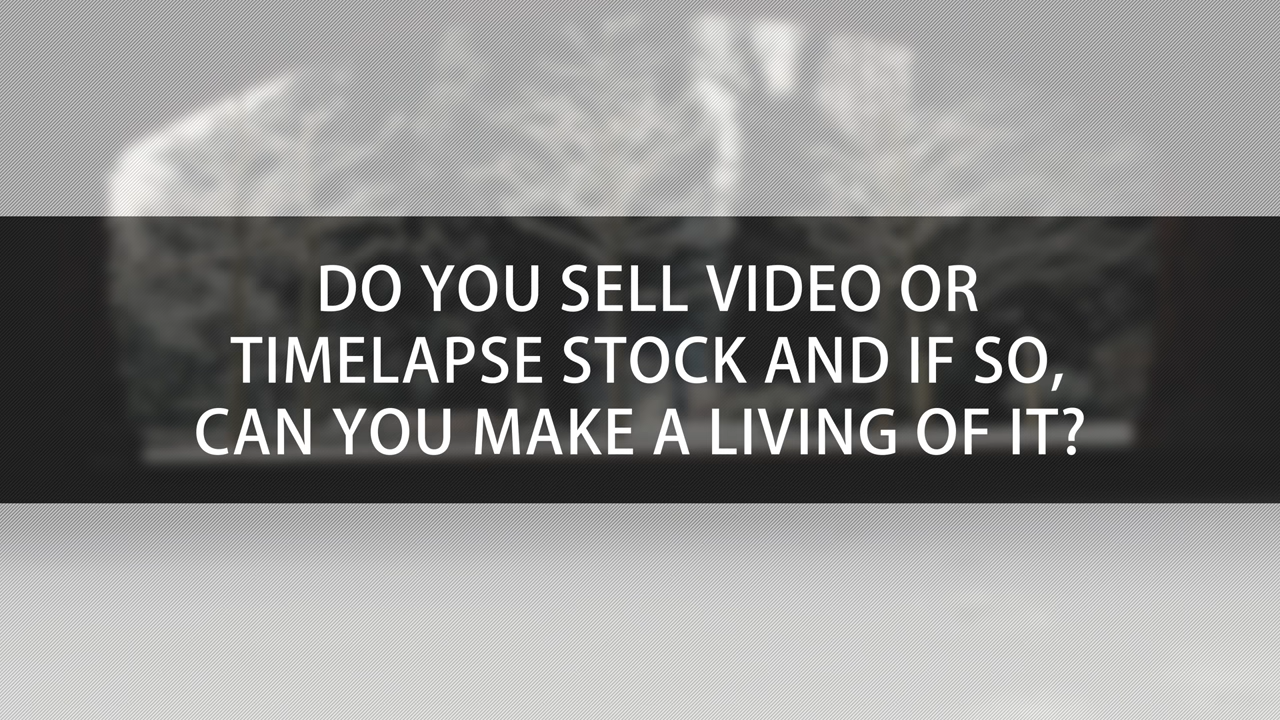 DO YOU SELL VIDEO OR
TIMELAPSE STOCK AND IF SO,
CAN YOU MAKE A LIVING OF IT?